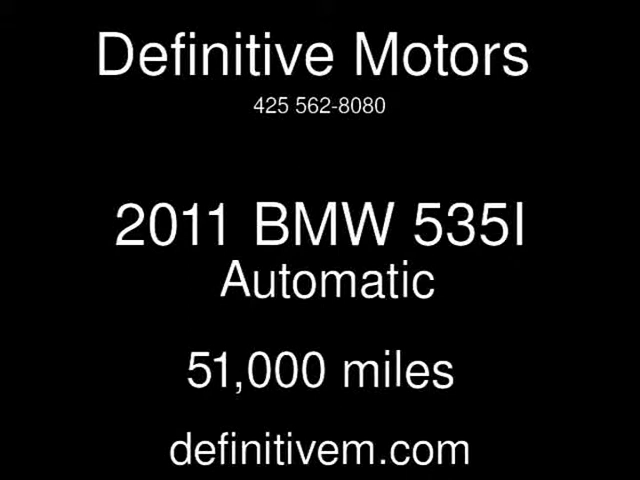 Definitive Motors
425 562-8080
2011 BMW 535I
Automatic
51,000 miles
definitivem.com